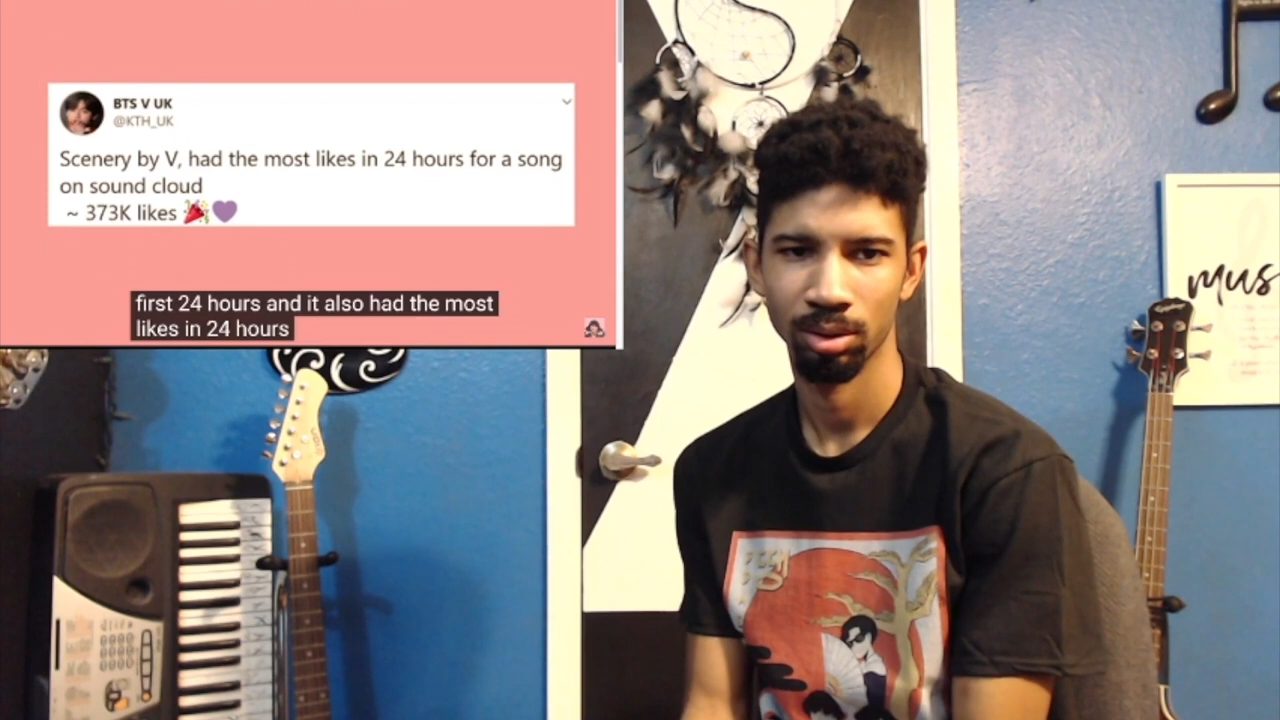 BTS V UK
@KTH_UK
Scenery by V, had the most likes in 24 hours for a song
on sound cloud
~ 373K likes 🎉💜
first 24 hours and it also had the most
likes in 24 hours